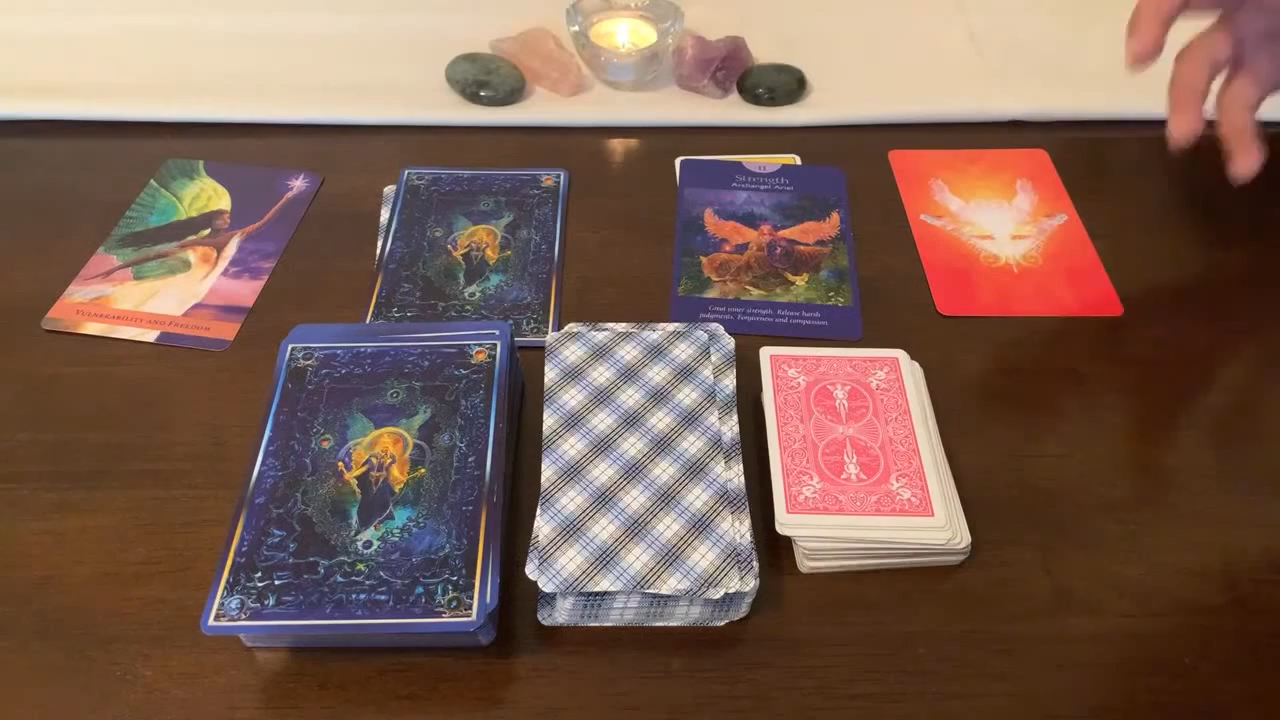 VULNERABILITY AND FREEDOM
11
Strength
Archangel Ariel
Great inner strength. Release harsh
judgments. Forgiveness and compassion.